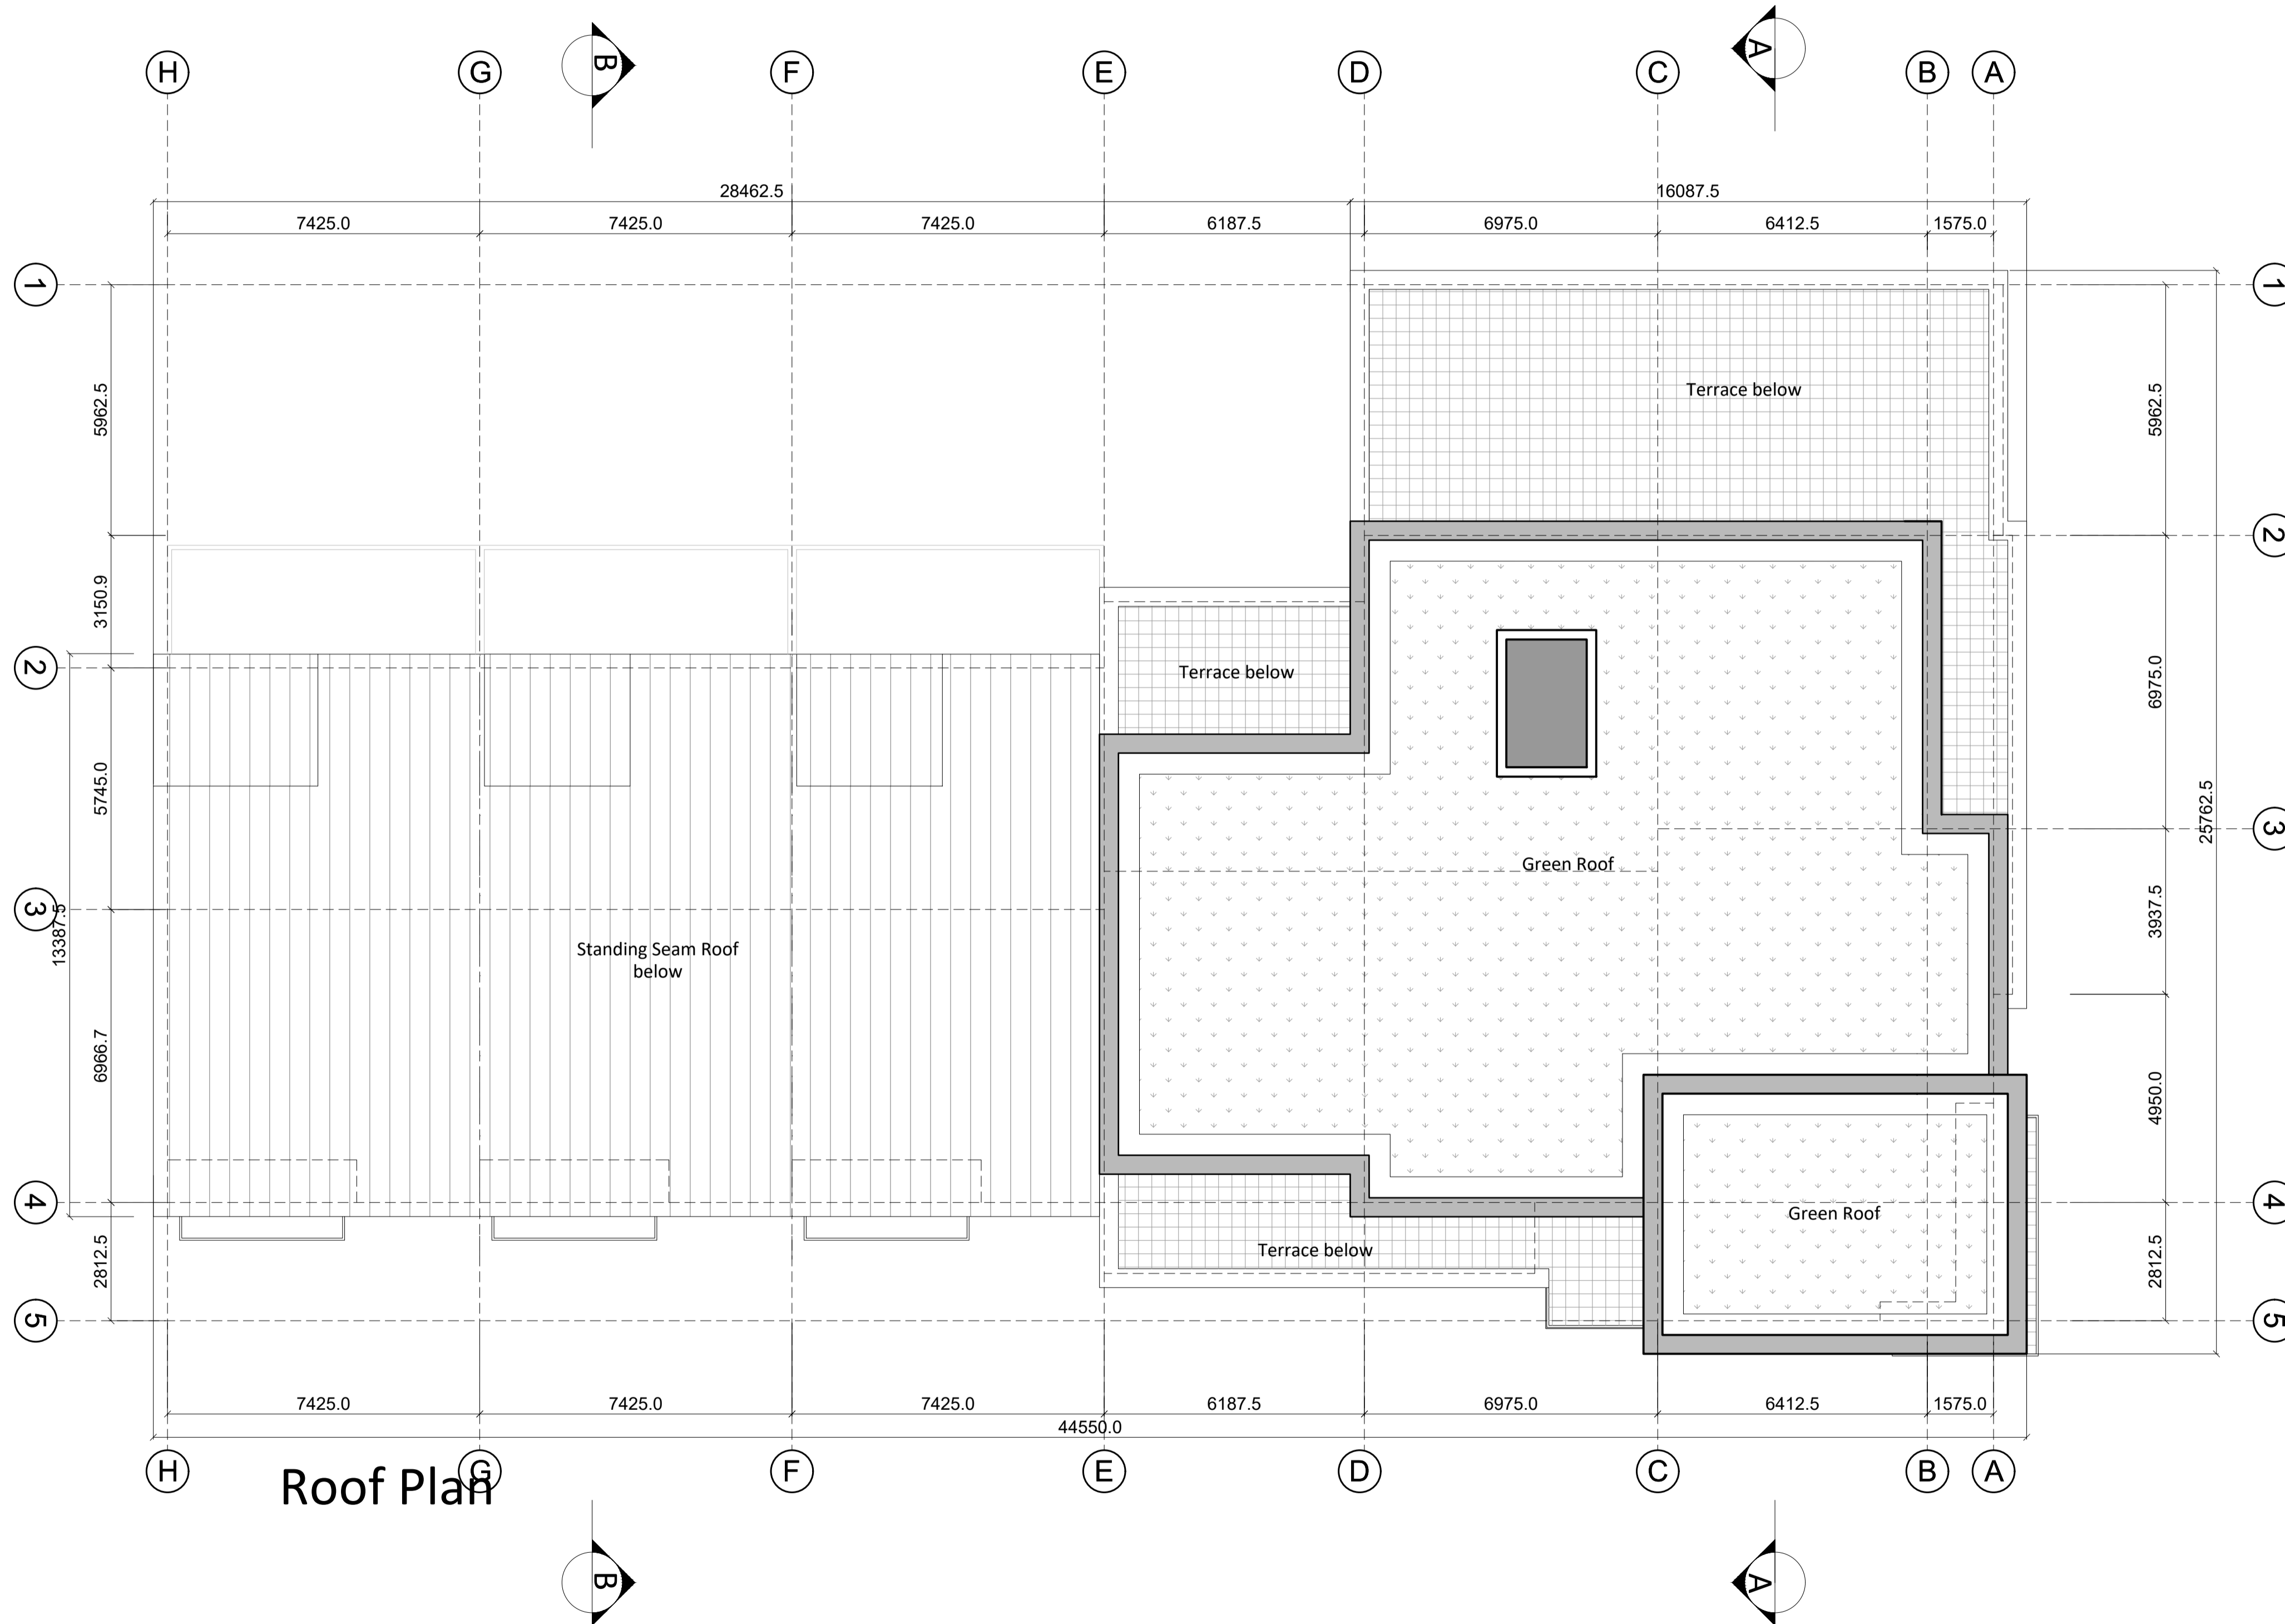 H G F E D C B A
B A
28462.5 16087.5
7425.0 7425.0 7425.0 6187.5 6975.0 6412.5 1575.0
1 1
5962.5 Terrace below 5962.5
2
3150.9
2 Terrace below 6975.0
5745.0 25762.5
3
Green Roof
3 13387.5 3937.5
Standing Seam Roof
below
6966.7 4950.0
4 Green Roof 4
Terrace below
2812.5 2812.5
5 5
7425.0 7425.0 7425.0 6187.5 6975.0 6412.5 1575.0
44550.0
H G F E D C B A
Roof Plan
B A